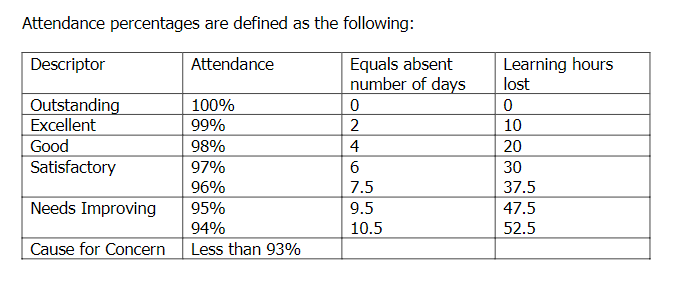 Attendance percentages are defined as the following:
Descriptor Attendance Equals absent number of days Learning hours lost
Outstanding 100% 0 0
Excellent 99% 2 10
Good 98% 4 20
Satisfactory 97% 6 30
96% 7.5 37.5
Needs Improving 95% 9.5 47.5
94% 10.5 52.5
Cause for Concern Less than 93%